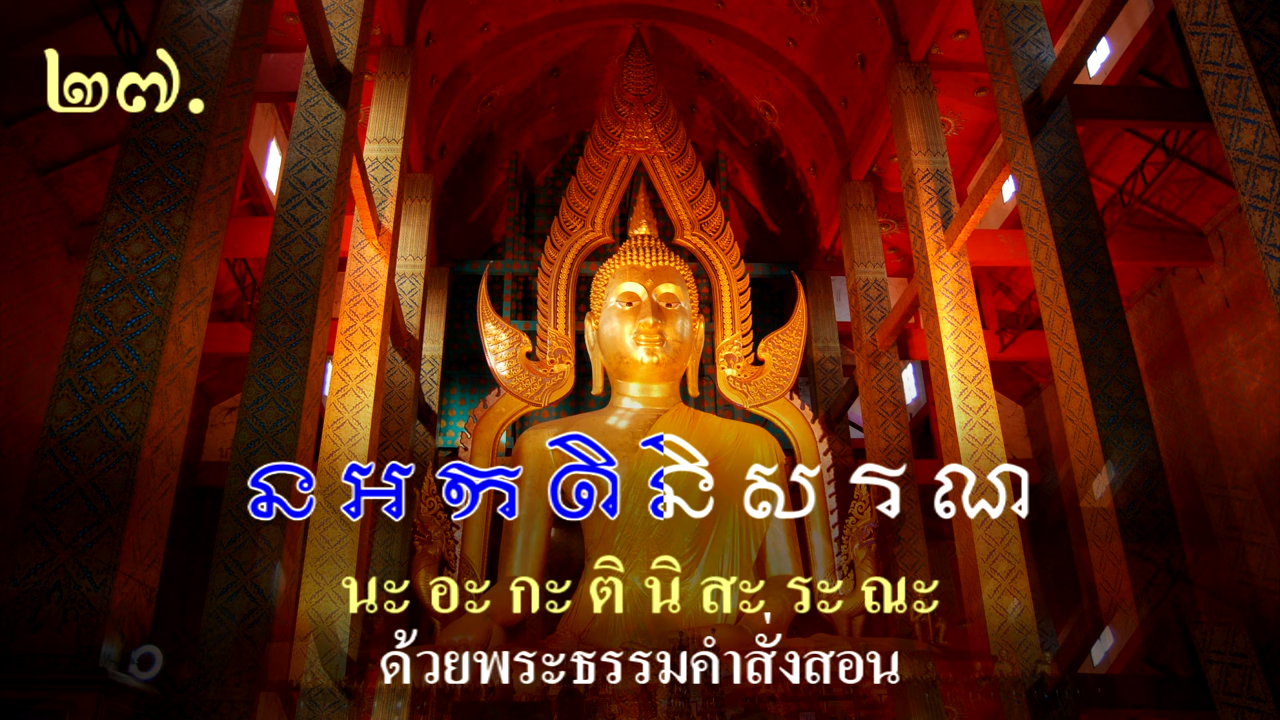 ๒๗.
ន អ ក តិ និ ស រ ណ
นะ อะ กะ ติ นิ สะ ระ ณะ
ด้วยพระธรรมคำสั่งสอน